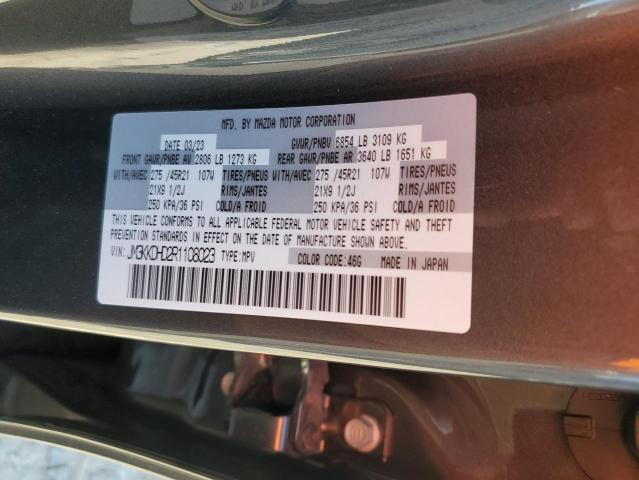 MFD. BY MAZDA MOTOR CORPORATION
DATE 03/23 GVWR/PNBV 6854 LB 3109 KG
FRONT GAWR/PNBE AV 2806 LB 1273 KG REAR GAWR/PNBE AR 3640 LB 1651 KG
WITH/AVEC 275 /45R21 107W TIRES/PNEUS WITH/AVEC 275 /45R21 107W TIRES/PNEUS
21X9 1/2J RIMS/JANTES 21X9 1/2J RIMS/JANTES
250 KPA/36 PSI COLD/A FROID 250 KPA/36 PSI COLD/A FROID
THIS VEHICLE CONFORMS TO ALL APPLICABLE FEDERAL MOTOR VEHICLE SAFETY AND THEFT
PREVENTION STANDARDS IN EFFECT ON THE DATE OF MANUFACTURE SHOWN ABOVE.
VIN: JM3KKDHD2R1108023 TYPE:MPV COLOR CODE:46G MADE IN JAPAN